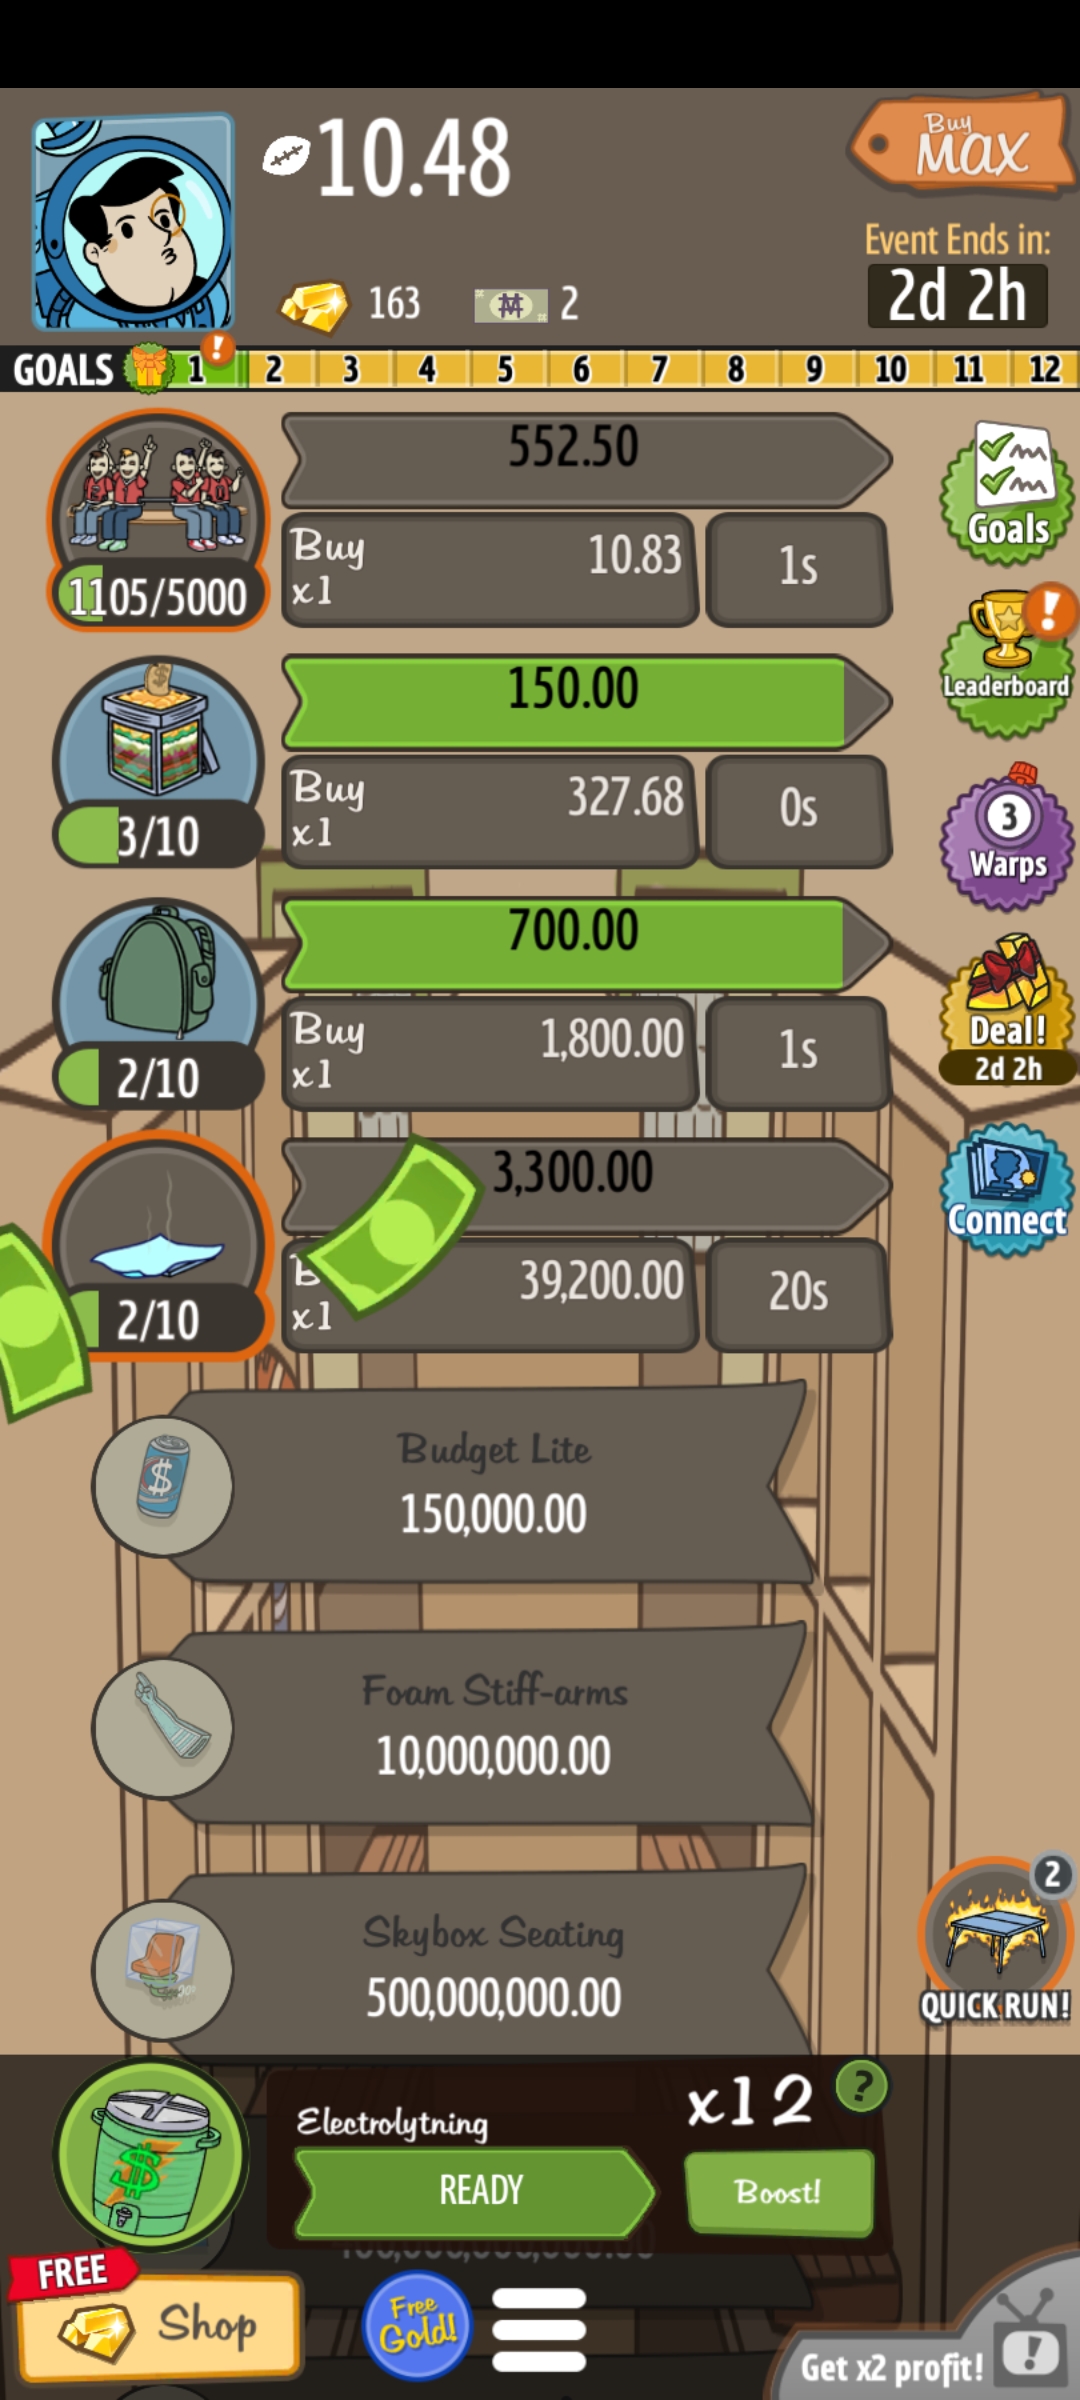 10.48
Buy
MAX
Event Ends in:
2d 2h
163
2
GOALS 1 ! 2 3 4 5 6 7 8 9 10 11 12
552.50
Buy
x1
10.83
1s
1105/5000
Goals
150.00
Buy
x1
327.68
0s
3/10
!
Leaderboard
700.00
Buy
x1
1,800.00
1s
2/10
3
Warps
Deal!
2d 2h
3,300.00
x1
39,200.00
20s
2/10
Connect
Budget Lite
150,000.00
$
Foam Stiff-arms
10,000,000.00
Skybox Seating
500,000,000.00
2
QUICK RUN!
Electrolytning
x12
?
READY
Boost!
$
FREE
Shop
Free
Gold!
Get x2 profit!
!